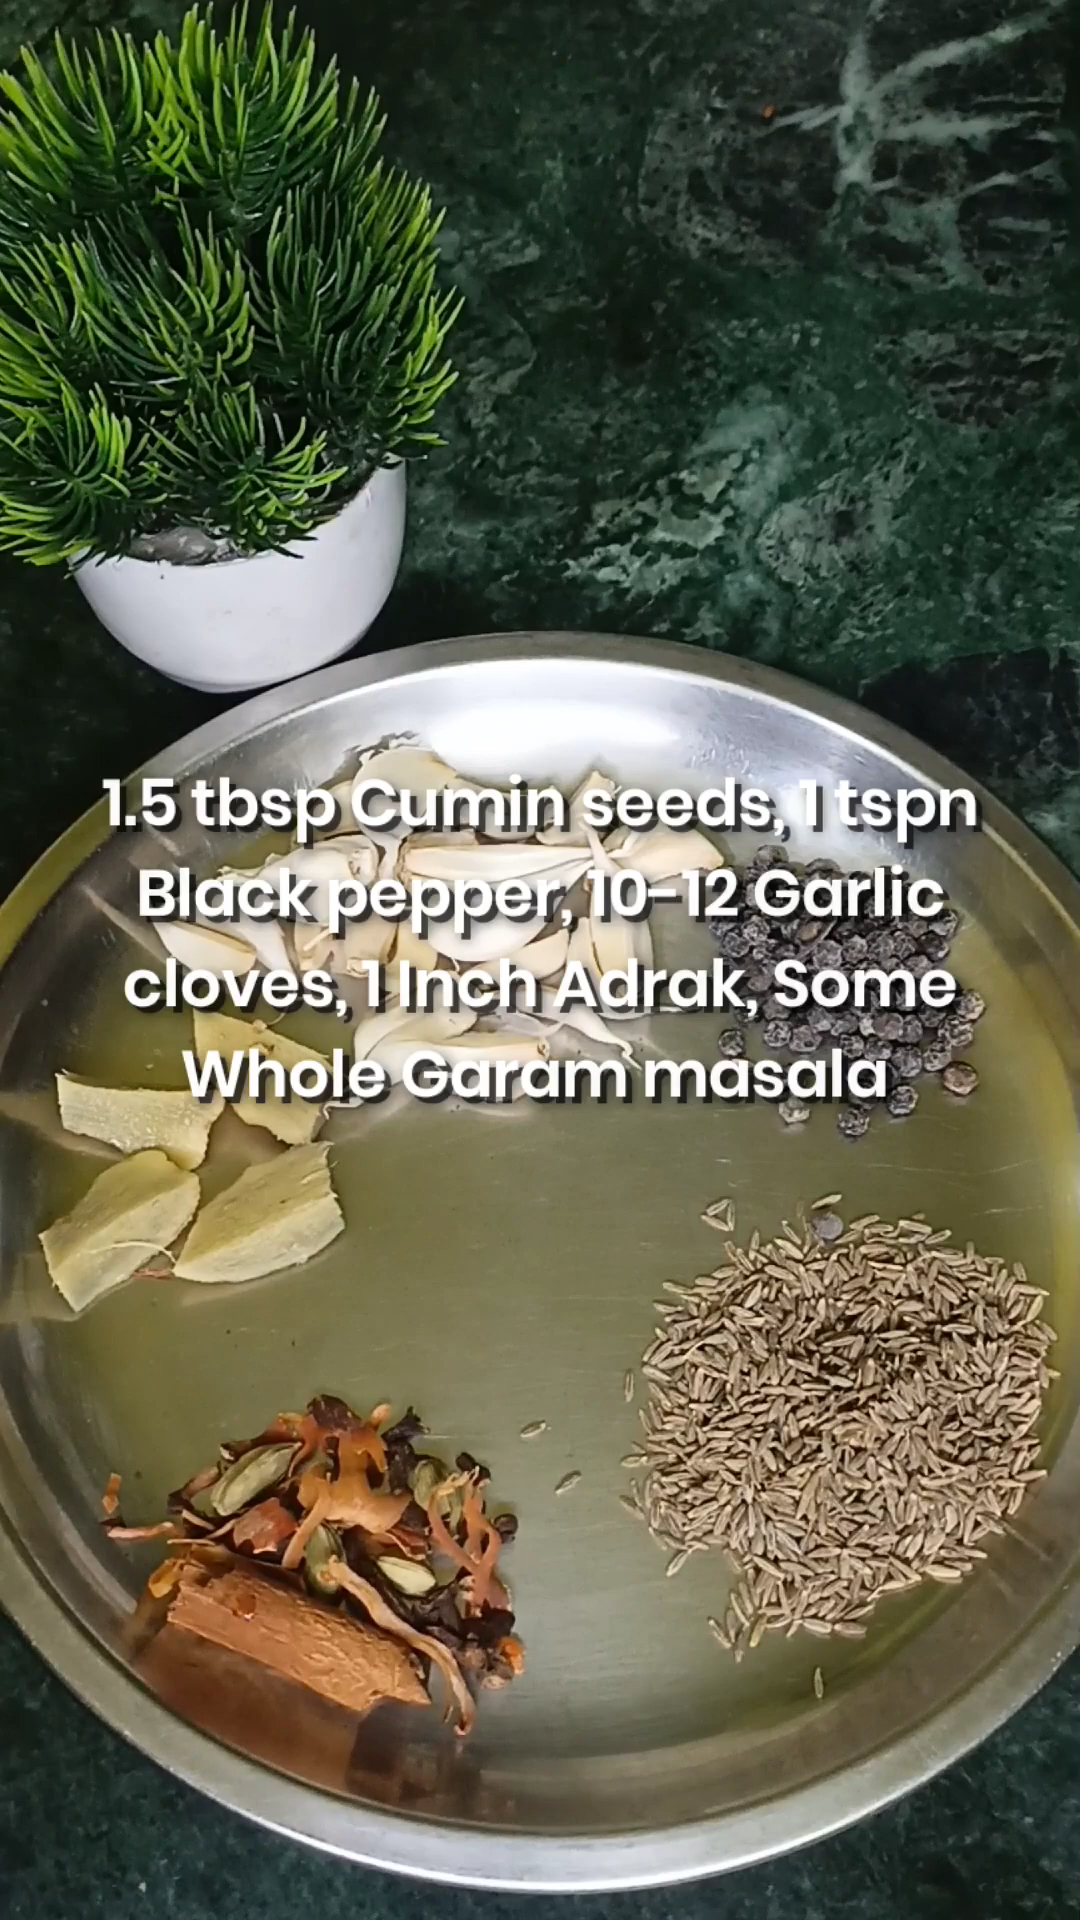 1.5 tbsp Cumin seeds, 1 tspn
Black pepper, 10-12 Garlic
cloves, 1 Inch Adrak, Some
Whole Garam masala